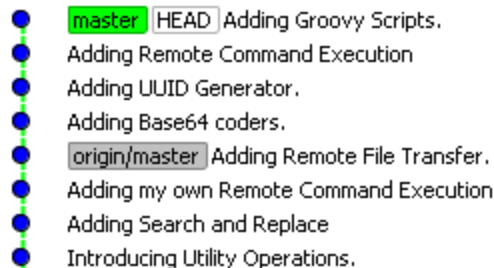 master HEAD Adding Groovy Scripts.
Adding Remote Command Execution
Adding UUID Generator.
Adding Base64 coders.
origin/master Adding Remote File Transfer.
Adding my own Remote Command Execution
Adding Search and Replace
Introducing Utility Operations.